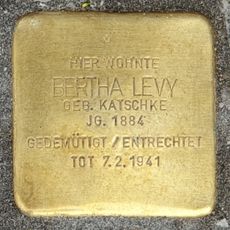 HIER WOHNTE
BERTHA LEVY
GEB. KATSCHKE
JG. 1884
GEDEMÜTIGT / ENTRECHTET
TOT 7.2.1941